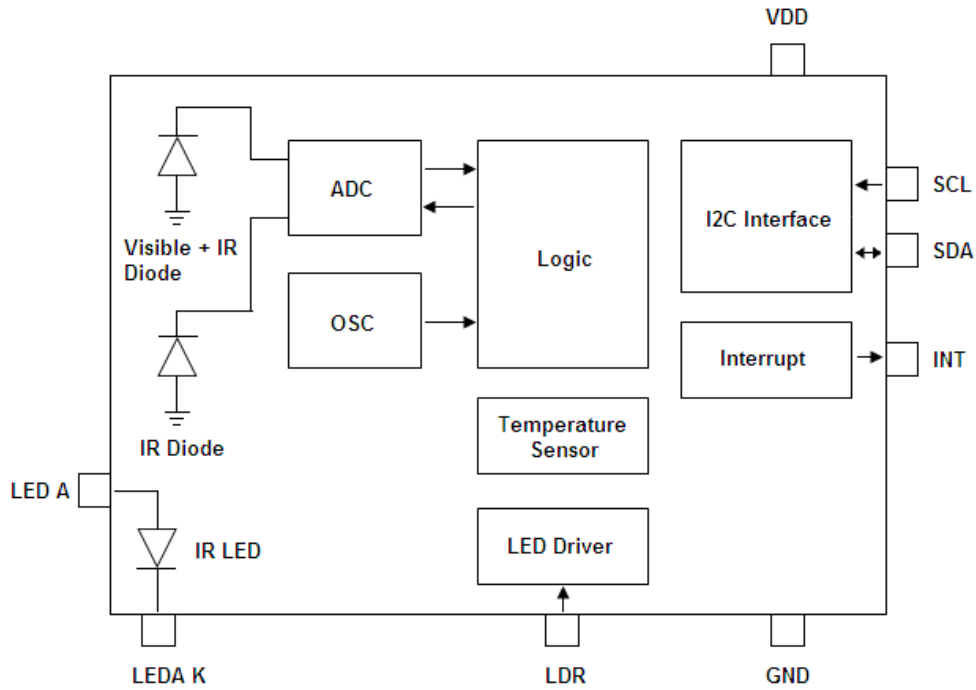 VDD
ADC
Logic
I2C Interface
SCL
SDA
Visible + IR
Diode
OSC
Interrupt
INT
IR Diode
Temperature
Sensor
LED A
IR LED
LED Driver
LEDA K
LDR
GND